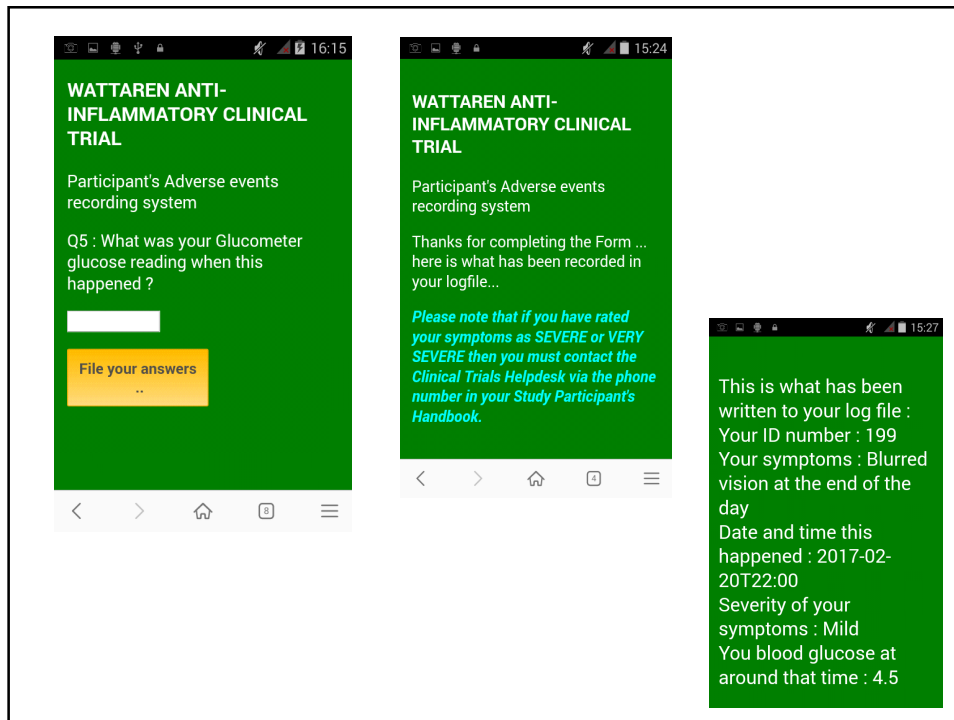 16:15
WATTAREN ANTI-
INFLAMMATORY CLINICAL
TRIAL
Participant's Adverse events
recording system
Q5 : What was your Glucometer
glucose reading when this
happened ?
File your answers
..
8
15:24
WATTAREN ANTI-
INFLAMMATORY CLINICAL
TRIAL
Participant's Adverse events
recording system
Thanks for completing the Form ...
here is what has been recorded in
your logfile...
Please note that if you have rated
your symptoms as SEVERE or VERY
SEVERE then you must contact the
Clinical Trials Helpdesk via the phone
number in your Study Participant's
Handbook.
4
15:27
This is what has been
written to your log file :
Your ID number : 199
Your symptoms : Blurred
vision at the end of the
day
Date and time this
happened : 2017-02-
20T22:00
Severity of your
symptoms : Mild
You blood glucose at
around that time : 4.5